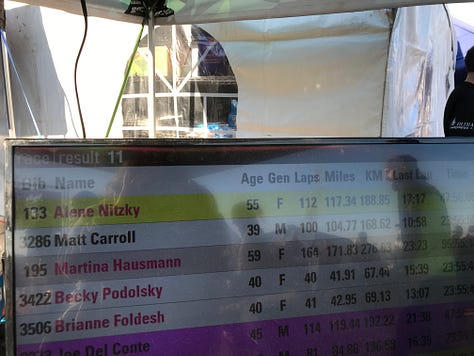 race|result 11
Bib Name Age Gen Laps Miles KM Last Lap Time
133 Alene Nitzky 55 F 112 117.34 188.85 17:17
3286 Matt Carroll 39 M 100 104.77 168.62 10:58
195 Martina Hausmann 59 F 164 171.83 23:23
3422 Becky Podolsky 40 F 40 41.91 67.44 15:39
3506 Brianne Foldesh 40 F 41 42.95 69.13 13:07
Joe Del Conte 45 M 114 119.44 192.22 21:38